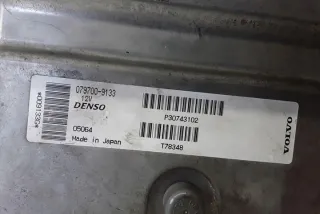 079700-9133
12V
DENSO
P30743102
05064
Made in Japan
T78348
VOLVO